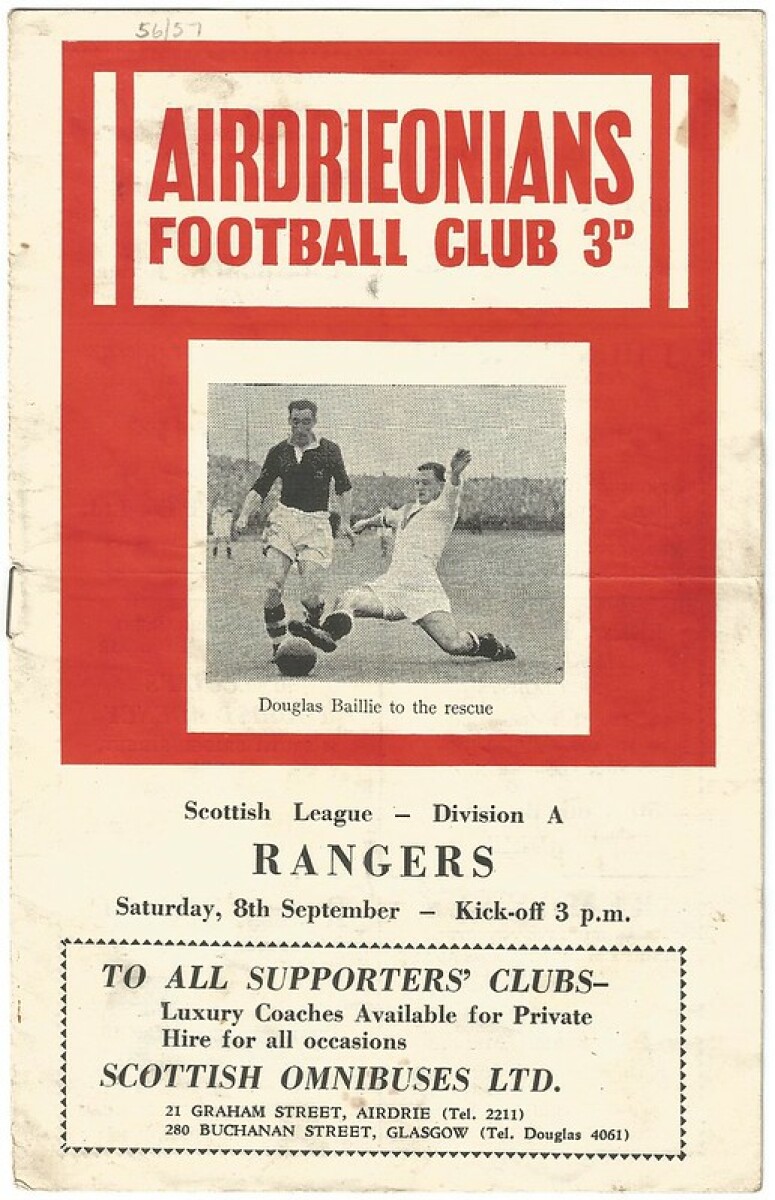 56/57
AIRDRIEONIANS
FOOTBALL CLUB 3D
Douglas Baillie to the rescue
Scottish League – Division A
RANGERS
Saturday, 8th September – Kick-off 3 p.m.
TO ALL SUPPORTERS' CLUBS–
Luxury Coaches Available for Private
Hire for all occasions
SCOTTISH OMNIBUSES LTD.
21 GRAHAM STREET, AIRDRIE (Tel. 2211)
280 BUCHANAN STREET, GLASGOW (Tel. Douglas 4061)